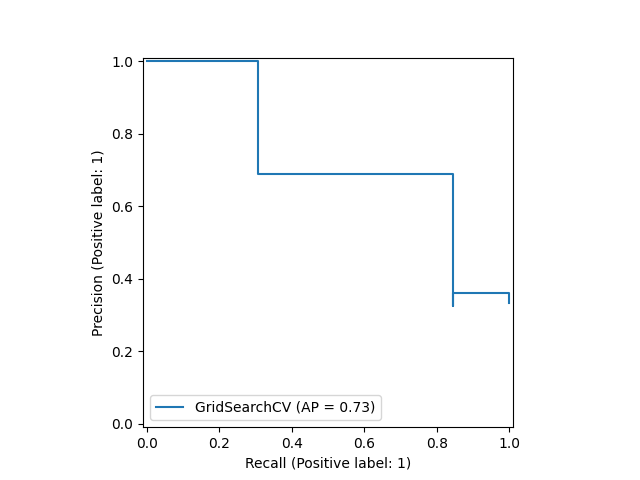 1.0
0.8
0.6
0.4
0.2
0.0
Precision (Positive label: 1)
GridSearchCV (AP = 0.73)
0.0 0.2 0.4 0.6 0.8 1.0
Recall (Positive label: 1)